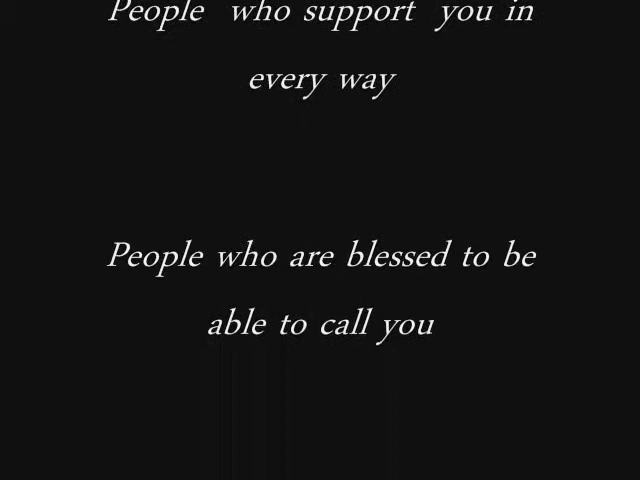 People who support you in
every way
People who are blessed to be
able to call you